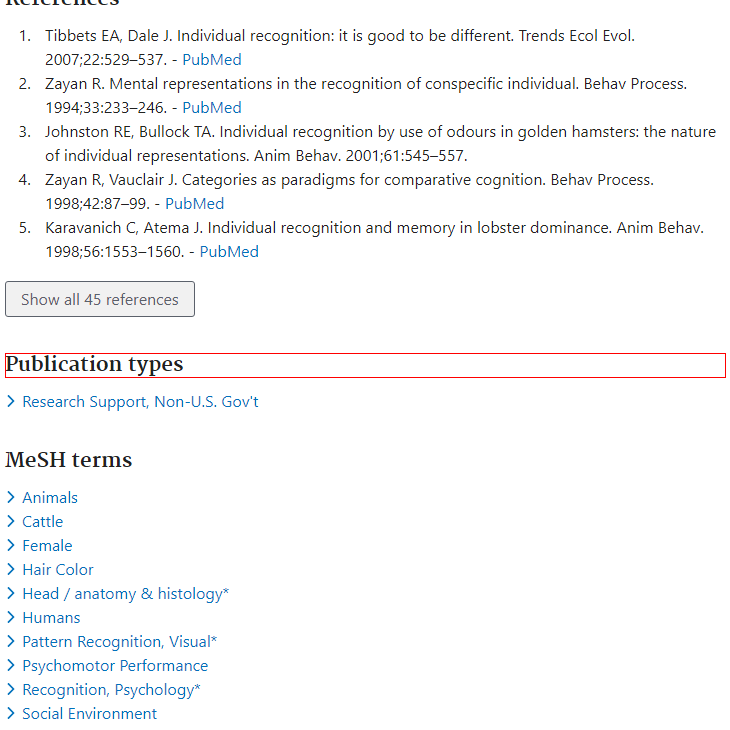 References
1. Tibbets EA, Dale J. Individual recognition: it is good to be different. Trends Ecol Evol.
2007;22:529–537. - PubMed
2. Zayan R. Mental representations in the recognition of conspecific individual. Behav Process.
1994;33:233–246. - PubMed
3. Johnston RE, Bullock TA. Individual recognition by use of odours in golden hamsters: the nature
of individual representations. Anim Behav. 2001;61:545–557.
4. Zayan R, Vauclair J. Categories as paradigms for comparative cognition. Behav Process.
1998;42:87–99. - PubMed
5. Karavanich C, Atema J. Individual recognition and memory in lobster dominance. Anim Behav.
1998;56:1553–1560. - PubMed
Show all 45 references
Publication types
Research Support, Non-U.S. Gov't
MeSH terms
Animals
Cattle
Female
Hair Color
Head / anatomy & histology*
Humans
Pattern Recognition, Visual*
Psychomotor Performance
Recognition, Psychology*
Social Environment